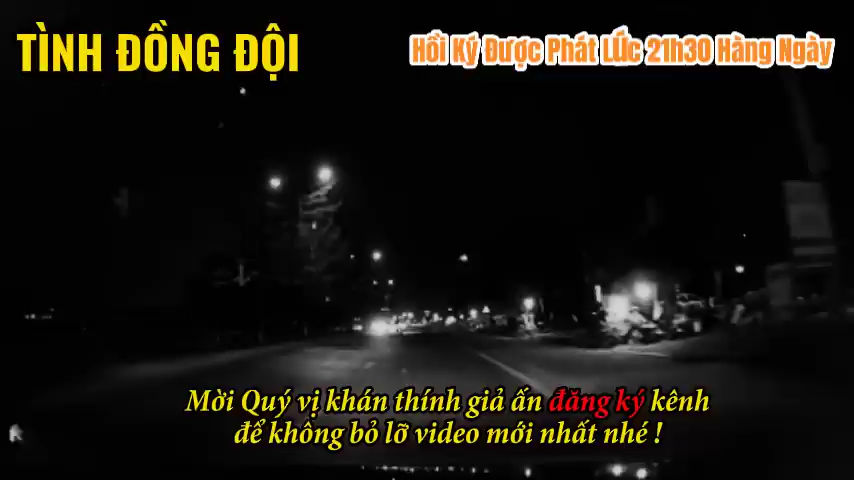 TÌNH ĐỒNG ĐỘI
Hồi Ký Được Phát LÚc 21h30 Hàng Ngày
Mời Quý vị khán thính giả ấn đăng ký kênh
để không bỏ lỡ video mới nhất nhé !